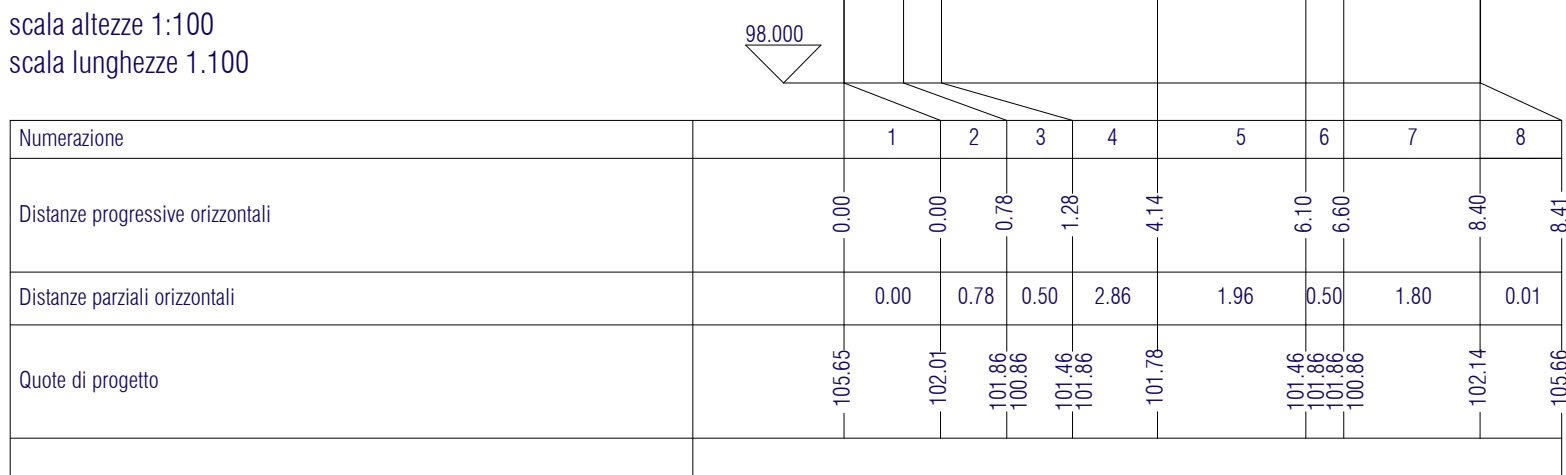 scala altezze 1:100
scala lunghezze 1.100
98.000
Numerazione 1 2 3 4 5 6 7 8
Distanze progressive orizzontali 0.00 0.00 0.78 1.28 4.14 6.10 6.60 8.40 8.41
Distanze parziali orizzontali 0.00 0.78 0.50 2.86 1.96 0.50 1.80 0.01
Quote di progetto 105.65 102.01 101.86 100.86 101.46 101.86 101.78 101.46 101.86 101.86 100.86 102.14 105.66